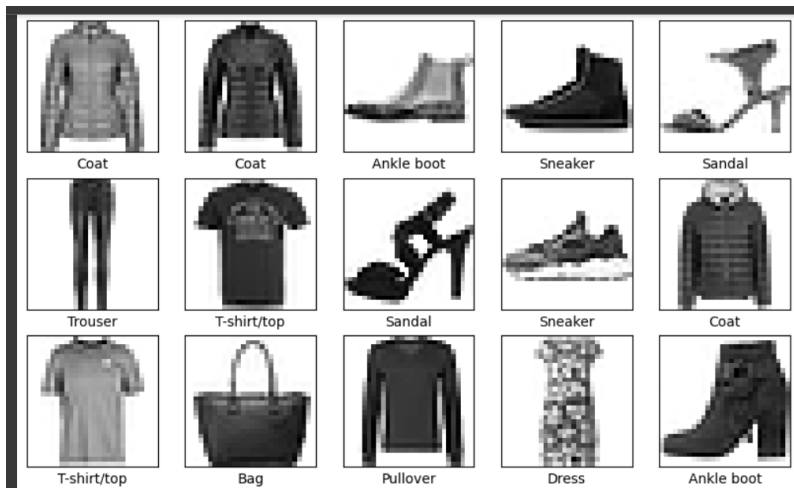 Coat Coat Ankle boot Sneaker Sandal
Trouser T-shirt/top Sandal Sneaker Coat
T-shirt/top Bag Pullover Dress Ankle boot